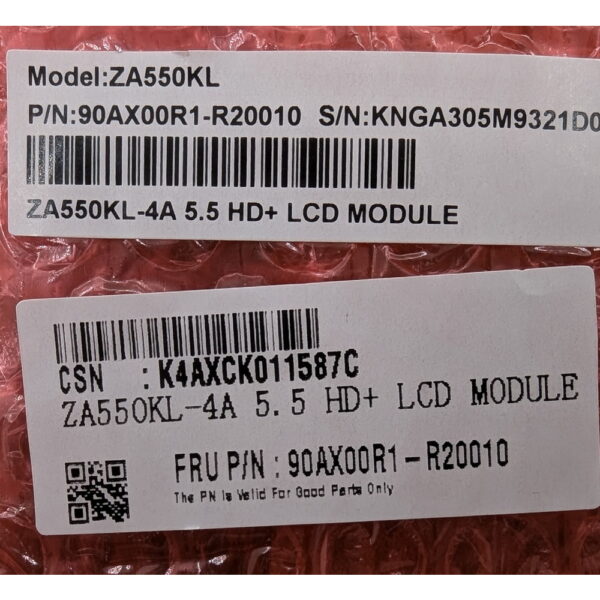 Model:ZA550KL
P/N:90AX00R1-R20010 S/N:KNGA305M9321D0
ZA550KL-4A 5.5 HD+ LCD MODULE
CSN :K4AXCK011587C
ZA550KL-4A 5.5 HD+ LCD MODULE
FRU P/N : 90AX00R1-R20010
The PN Is Valid For Good Parts Only